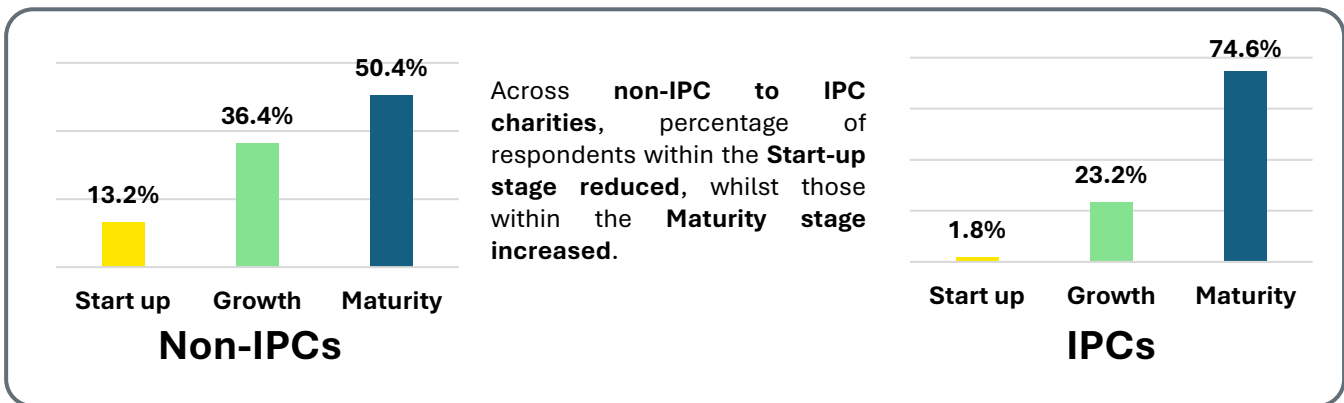 50.4%
36.4%
13.2%
Start up Growth Maturity
Non-IPCs
Across non-IPC to IPC
charities, percentage of
respondents within the Start-up
stage reduced, whilst those
within the Maturity stage
increased.
74.6%
23.2%
1.8%
Start up Growth Maturity
IPCs